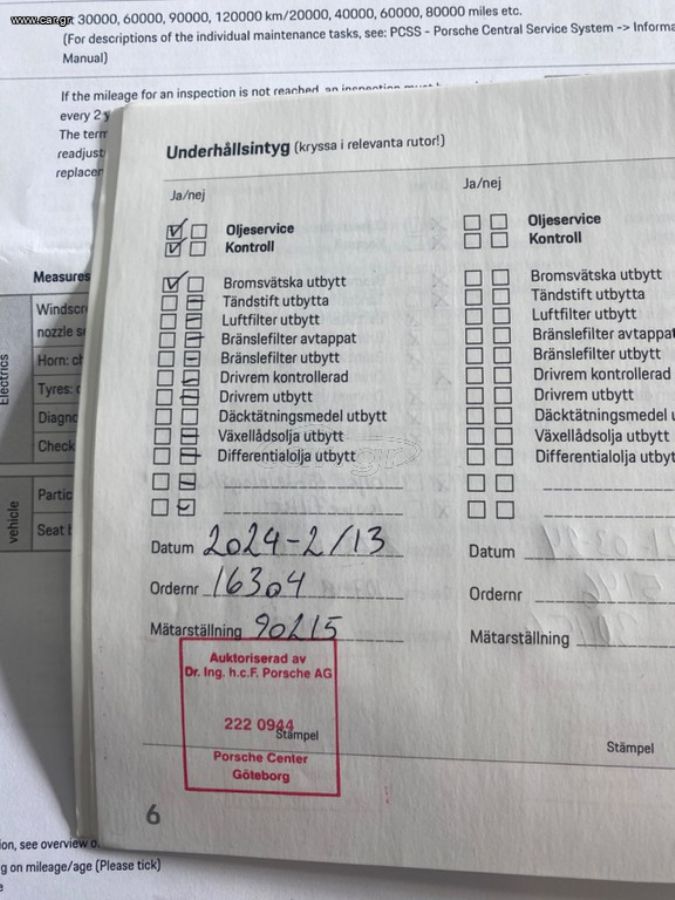 www.car.gr 30000, 60000, 90000, 120000 km/20000, 40000, 60000, 80000 miles etc.
(For descriptions of the individual maintenance tasks, see: PCSS - Porsche Central Service System -> Informa
Manual)
If the mileage for an inspection is not reached, an inspection must
every 2 y
The term
readjust
replacer
Underhållsintyg (kryssa i relevanta rutor!)
Ja/nej
Ja/nej
Oljeservice
Kontroll
Oljeservice
Kontroll
Measures
Windscre
nozzle s
Horn: ch
Tyres: c
Diagno
Check
Electrics
Partic
Seat b
vehicle
Bromsvätska utbytt
Tändstift utbytta
Luftfilter utbytt
Bränslefilter avtappat
Bränslefilter utbytt
Drivrem kontrollerad
Drivrem utbytt
Däcktätningsmedel utbytt
Växellådsolja utbytt
Differentialolja utbytt
Bromsvätska utbytt
Tändstift utbytta
Luftfilter utbytt
Bränslefilter avtappat
Bränslefilter utbytt
Drivrem kontrollerad
Drivrem utbytt
Däcktätningsmedel u
Växellådsolja utbytt
Differentialolja utbyt
car.gr
Datum 2024-2/13
Ordernr 16304
Mätarställning 90215
Datum
Ordernr
Mätarställning
Auktoriserad av
Dr. Ing. h.c.F. Porsche AG
222 0944
Stämpel
Porsche Center
Göteborg
Stämpel
6
ion, see overview o
g on mileage/age (Please tick)
e